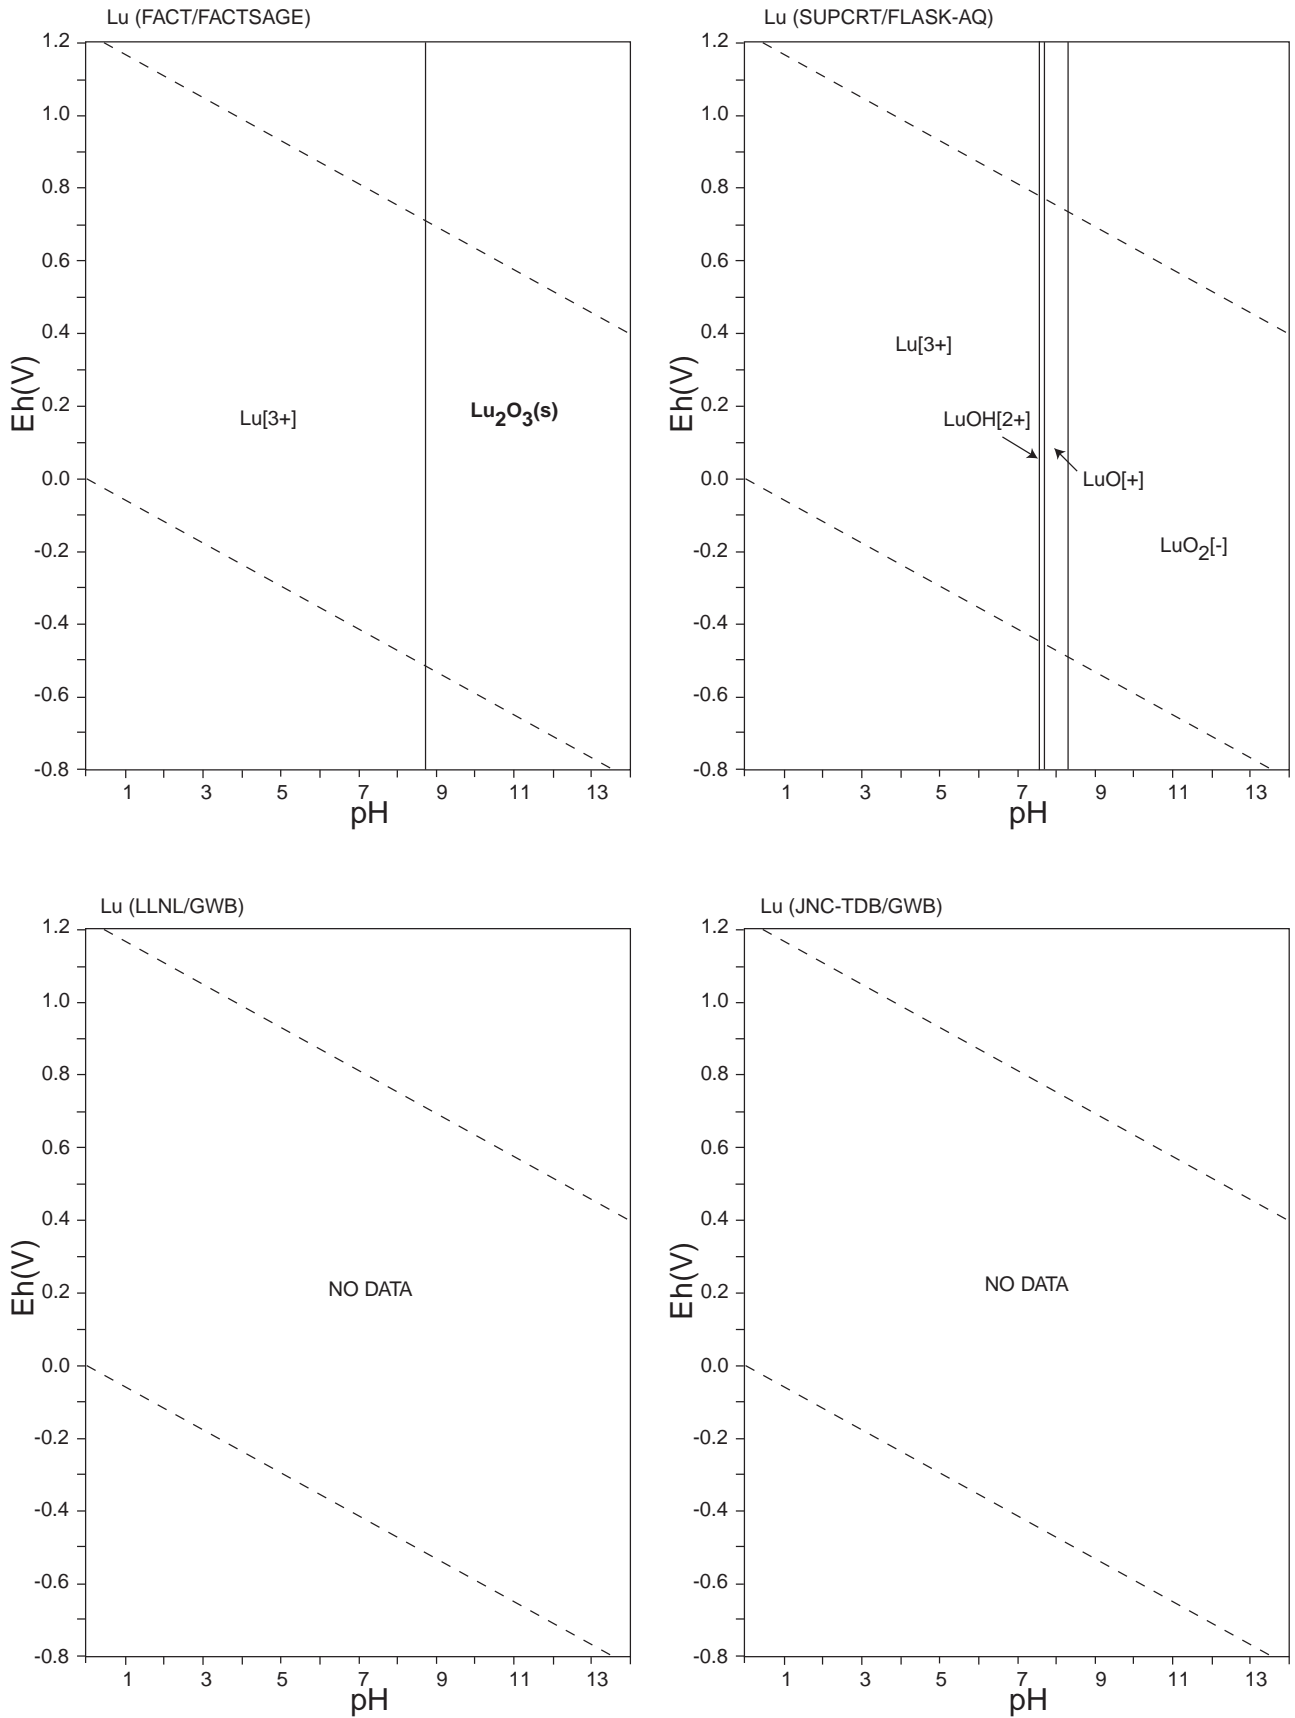 Lu (FACT/FACTSAGE)
1.2
1.0
0.8
0.6
0.4
0.2
0.0
-0.2
-0.4
-0.6
-0.8
Eh(V)
Lu[3+]
Lu2O3(s)
1 3 5 7 9 11 13
pH
Lu (SUPCRT/FLASK-AQ)
1.2
1.0
0.8
0.6
0.4
0.2
0.0
-0.2
-0.4
-0.6
-0.8
Eh(V)
Lu[3+]
LuOH[2+]
LuO[+]
LuO2[-]
1 3 5 7 9 11 13
pH
Lu (LLNL/GWB)
1.2
1.0
0.8
0.6
0.4
0.2
0.0
-0.2
-0.4
-0.6
-0.8
Eh(V)
NO DATA
1 3 5 7 9 11 13
pH
Lu (JNC-TDB/GWB)
1.2
1.0
0.8
0.6
0.4
0.2
0.0
-0.2
-0.4
-0.6
-0.8
Eh(V)
NO DATA
1 3 5 7 9 11 13
pH